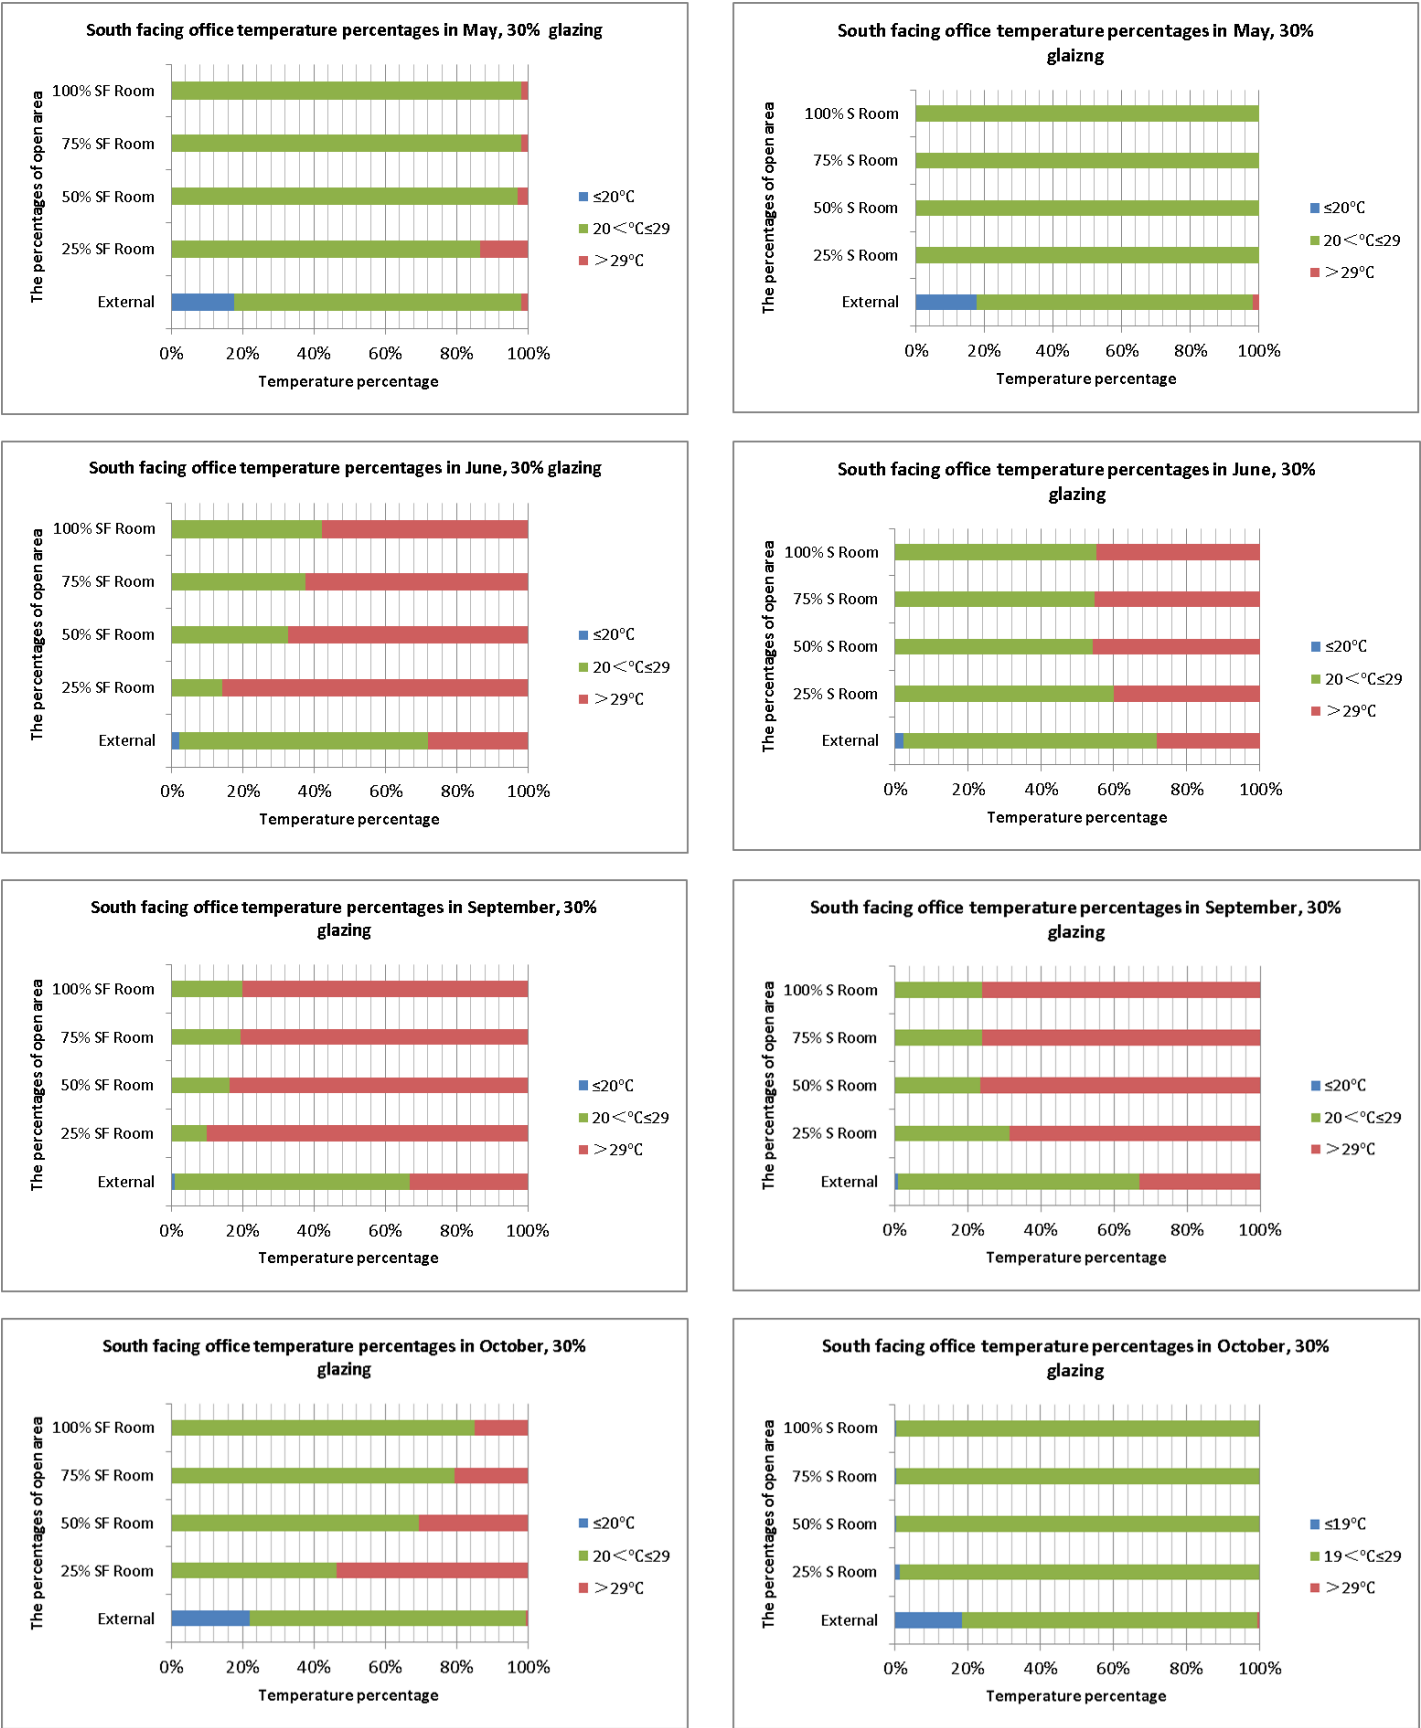 South facing office temperature percentages in May, 30% glazing
The percentages of open area
100% SF Room
75% SF Room
50% SF Room
25% SF Room
External
0% 20% 40% 60% 80% 100%
Temperature percentage
≤20°C
20<°C≤29
>29°C
South facing office temperature percentages in May, 30%
glaizng
The percentages of open area
100% S Room
75% S Room
50% S Room
25% S Room
External
0% 20% 40% 60% 80% 100%
Temperature percentage
≤20°C
20<°C≤29
>29°C
South facing office temperature percentages in June, 30% glazing
The percentages of open area
100% SF Room
75% SF Room
50% SF Room
25% SF Room
External
0% 20% 40% 60% 80% 100%
Temperature percentage
≤20°C
20<°C≤29
>29°C
South facing office temperature percentages in June, 30%
glazing
The percentages of open area
100% S Room
75% S Room
50% S Room
25% S Room
External
0% 20% 40% 60% 80% 100%
Temperature percentage
≤20°C
20<°C≤29
>29°C
South facing office temperature percentages in September, 30%
glazing
The percentages of open area
100% SF Room
75% SF Room
50% SF Room
25% SF Room
External
0% 20% 40% 60% 80% 100%
Temperature percentage
≤20°C
20<°C≤29
>29°C
South facing office temperature percentages in September, 30%
glazing
The percentages of open area
100% S Room
75% S Room
50% S Room
25% S Room
External
0% 20% 40% 60% 80% 100%
Temperature percentage
≤20°C
20<°C≤29
>29°C
South facing office temperature percentages in October, 30%
glazing
The percentages of open area
100% SF Room
75% SF Room
50% SF Room
25% SF Room
External
0% 20% 40% 60% 80% 100%
Temperature percentage
≤20°C
20<°C≤29
>29°C
South facing office temperature percentages in October, 30%
glazing
The percentages of open area
100% S Room
75% S Room
50% S Room
25% S Room
External
0% 20% 40% 60% 80% 100%
Temperature percentage
≤19°C
19<°C≤29
>29°C